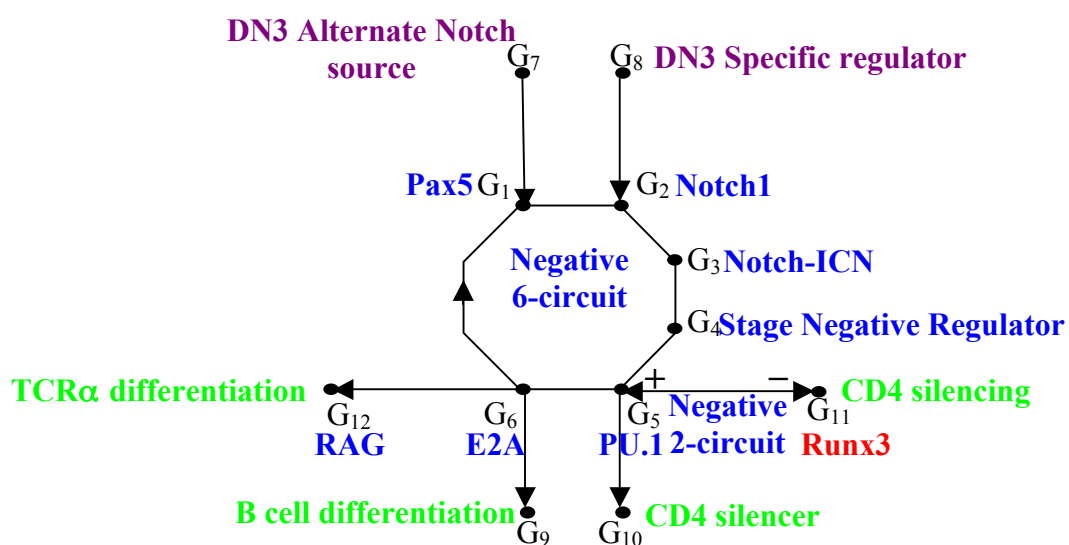 DN3 Alternate Notch
source
G7
G8 DN3 Specific regulator
Pax5 G1
G2 Notch1
Negative
6-circuit
G3 Notch-ICN
G4 Stage Negative Regulator
TCRα differentiation
G12
RAG
G6
E2A
+
−
G5
PU.1
Negative
2-circuit
G11
CD4 silencing
Runx3
B cell differentiation
G9
G10
CD4 silencer